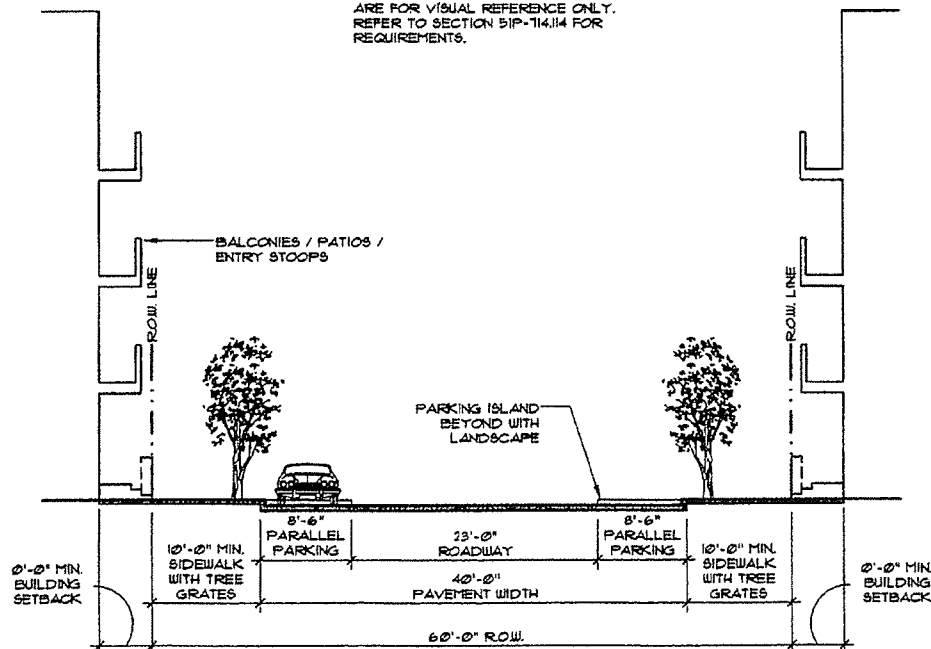 ARE FOR VISUAL REFERENCE ONLY.
REFER TO SECTION 51P-714.114 FOR
REQUIREMENTS.
BALCONIES / PATIOS /
ENTRY STOOPS
R.O.W. LINE
R.O.W. LINE
PARKING ISLAND
BEYOND WITH
LANDSCAPE
8'-6"
PARALLEL
PARKING
23'-0"
ROADWAY
8'-6"
PARALLEL
PARKING
10'-0" MIN.
SIDEWALK
WITH TREE
GRATES
10'-0" MIN.
SIDEWALK
WITH TREE
GRATES
0'-0" MIN.
BUILDING
SETBACK
40'-0"
PAVEMENT WIDTH
0'-0" MIN.
BUILDING
SETBACK
60'-0" R.O.W.